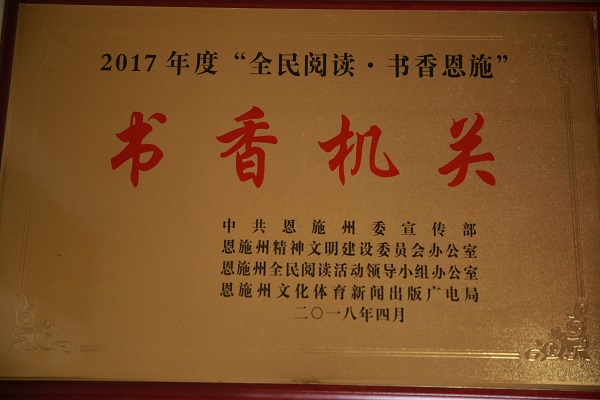 2017年度“全民阅读·书香恩施”
书香机关
中共恩施州委宣传部
恩施州精神文明建设委员会办公室
恩施州全民阅读活动领导小组办公室
恩施州文化体育新闻出版广电局
二〇一八年四月